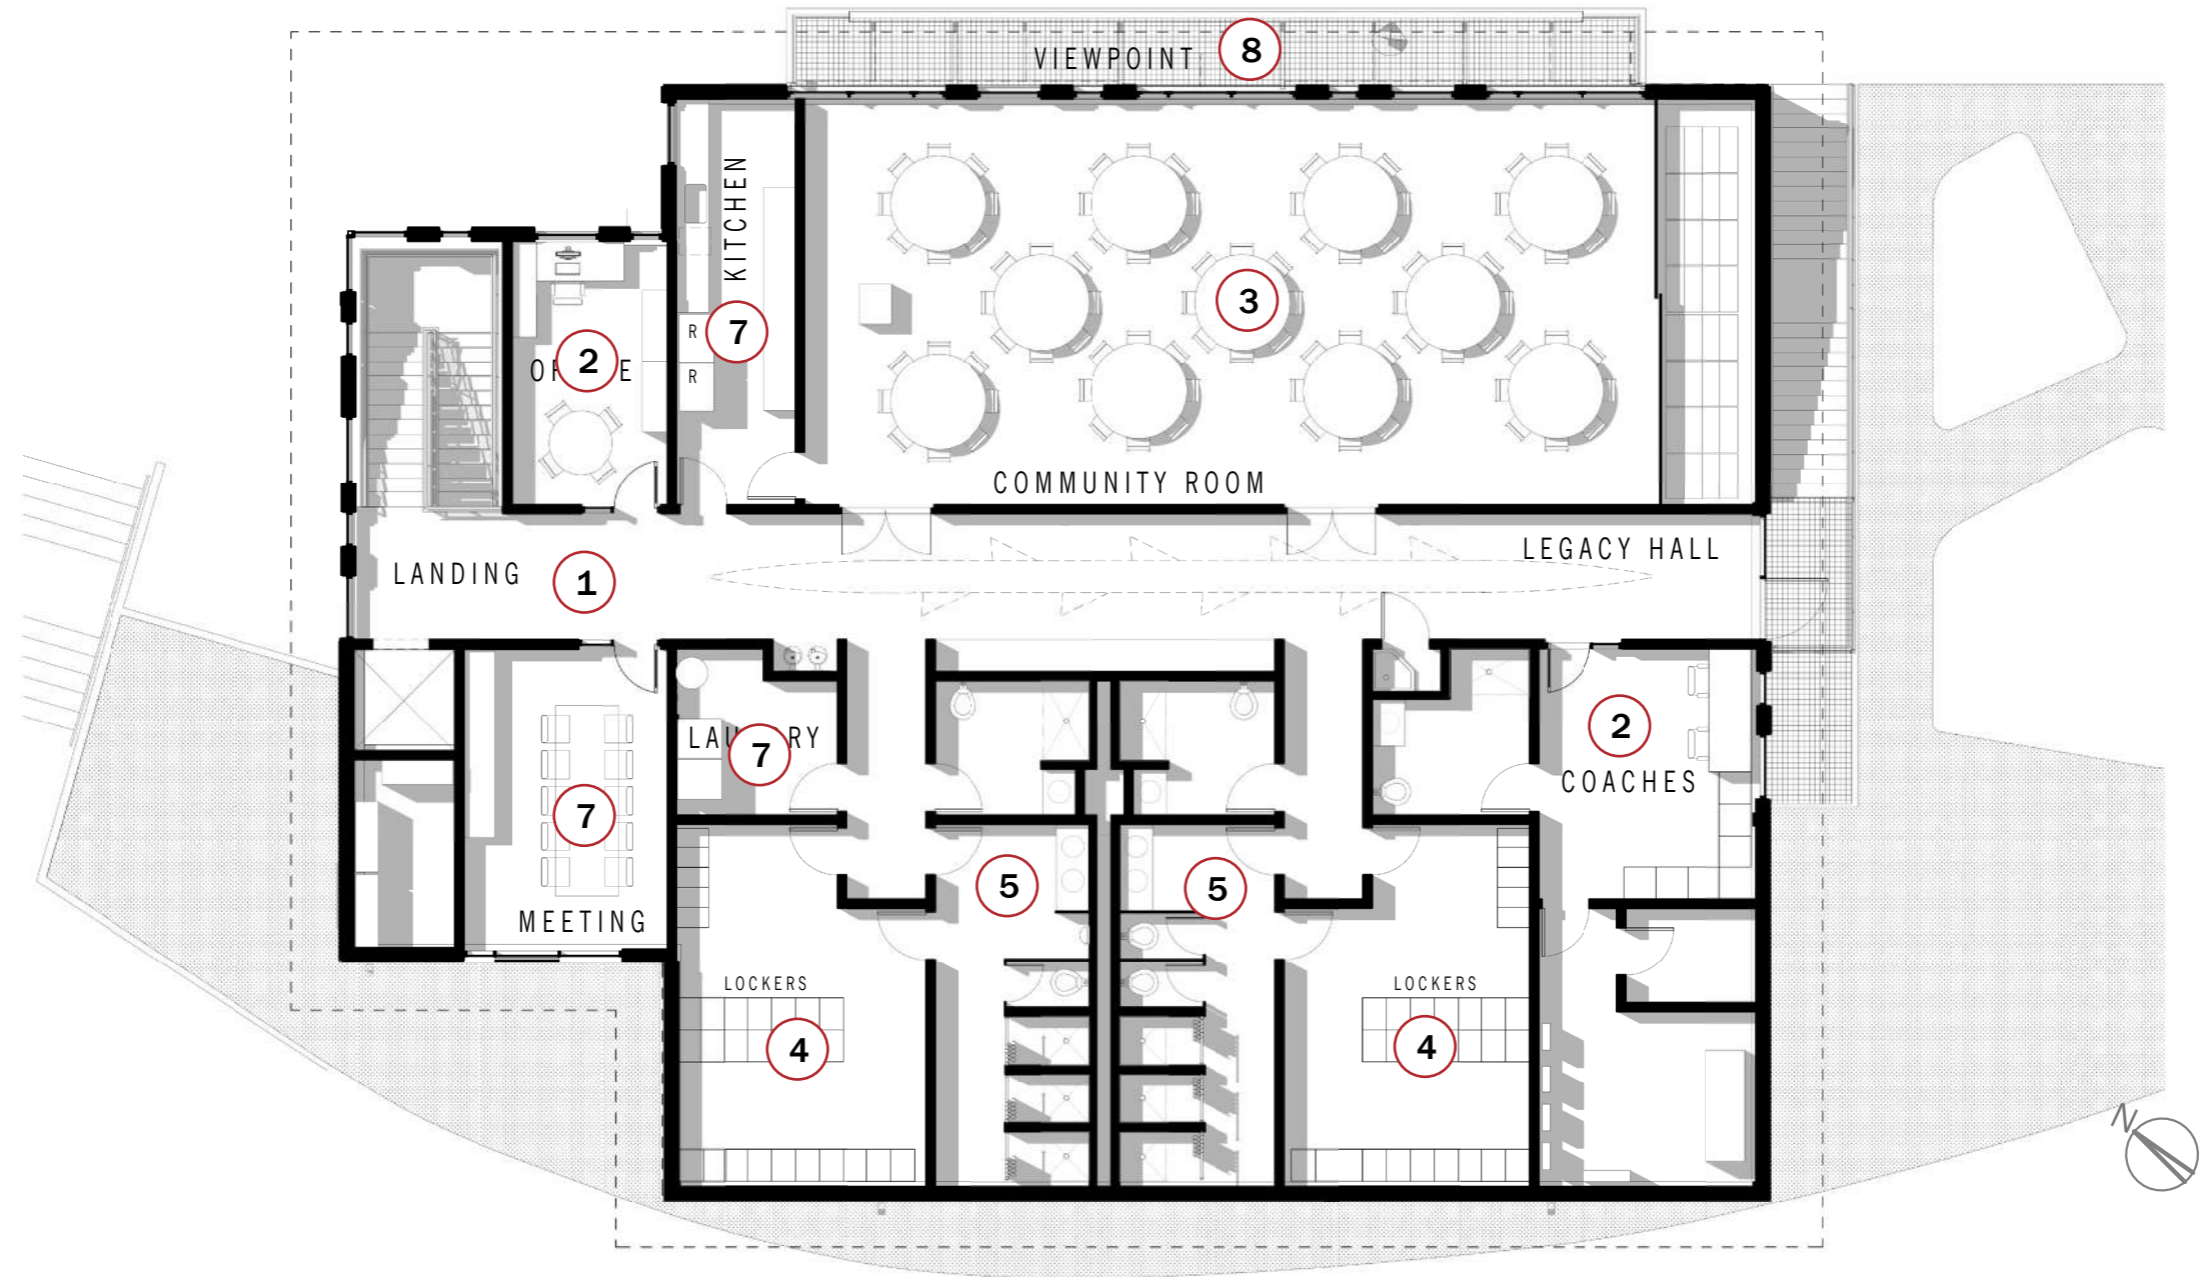 VIEWPOINT
8
KITCHEN
3
R
7
2
OF E
R
COMMUNITY ROOM
LEGACY HALL
LANDING
1
2
LAU RY
7
COACHES
7
5
5
MEETING
LOCKERS
LOCKERS
4
4
N